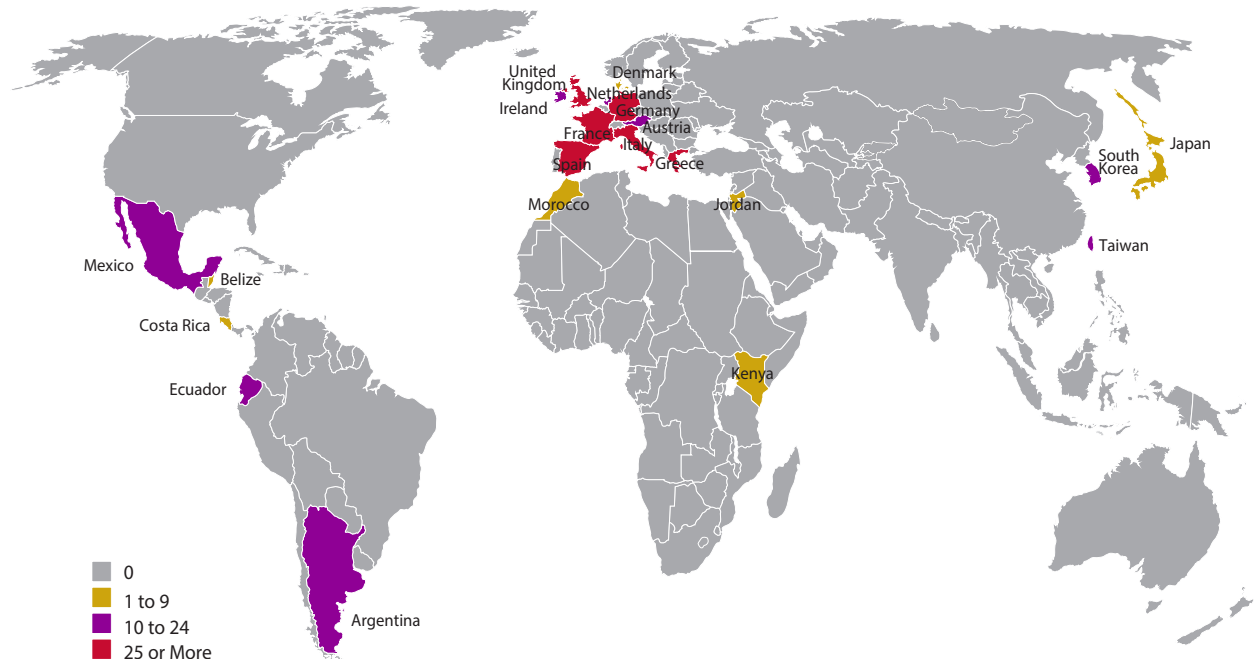 United
Kingdom
Denmark
Netherlands
Ireland
Germany
Austria
France
Italy
Spain
Greece
Japan
South
Korea
Morocco
Jordan
Taiwan
Mexico
Belize
Costa Rica
Kenya
Ecuador
Argentina
0
1 to 9
10 to 24
25 or More